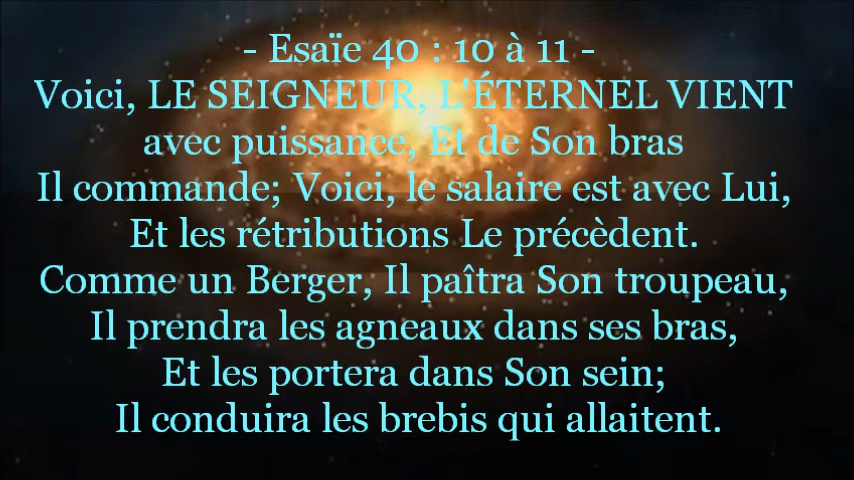 - Esaïe 40 : 10 à 11 -
Voici, LE SEIGNEUR, L'ÉTERNEL VIENT
avec puissance, Et de Son bras
Il commande; Voici, le salaire est avec Lui,
Et les rétributions Le précèdent.
Comme un Berger, Il paîtra Son troupeau,
Il prendra les agneaux dans ses bras,
Et les portera dans Son sein;
Il conduira les brebis qui allaitent.